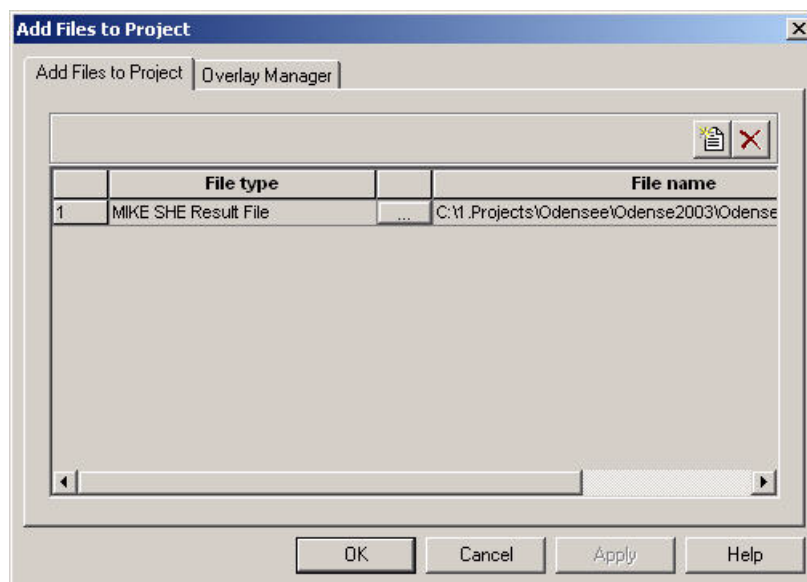 Add Files to Project
Add Files to Project Overlay Manager
File type File name
1 MIKE SHE Result File ... C:\1.Projects\Odensee\Odense2003\Odense
OK Cancel Apply Help